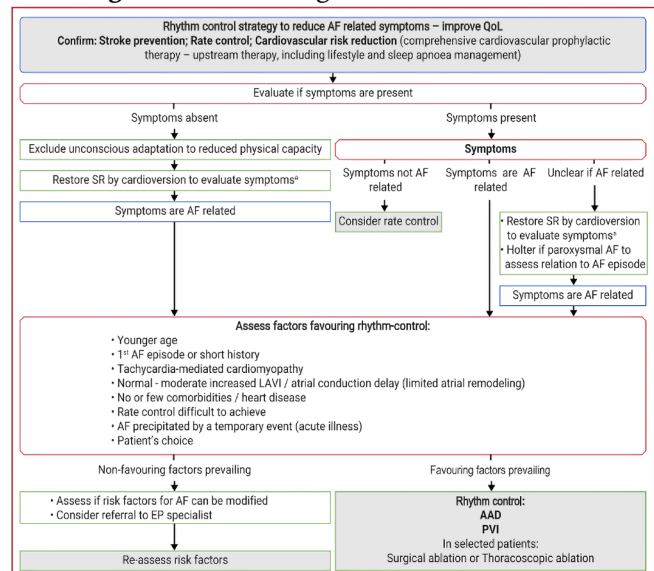 Rhythm control strategy to reduce AF related symptoms – improve QoL
Confirm: Stroke prevention; Rate control; Cardiovascular risk reduction (comprehensive cardiovascular prophylactic
therapy – upstream therapy, including lifestyle and sleep apnoea management)
Evaluate if symptoms are present
Symptoms absent
Symptoms present
Exclude unconscious adaptation to reduced physical capacity
Restore SR by cardioversion to evaluate symptomsᵃ
Symptoms are AF related
Symptoms
Symptoms not AF
related
Symptoms are AF
related
Unclear if AF related
Consider rate control
• Restore SR by cardioversion
to evaluate symptomsᵃ
• Holter if paroxysmal AF to
assess relation to AF episode
Symptoms are AF related
Assess factors favouring rhythm-control:
• Younger age
• 1ˢᵗ AF episode or short history
• Tachycardia-mediated cardiomyopathy
• Normal - moderate increased LAVI / atrial conduction delay (limited atrial remodeling)
• No or few comorbidities / heart disease
• Rate control difficult to achieve
• AF precipitated by a temporary event (acute illness)
• Patient's choice
Non-favouring factors prevailing
Favouring factors prevailing
• Assess if risk factors for AF can be modified
• Consider referral to EP specialist
Re-assess risk factors
Rhythm control:
AAD
PVI
In selected patients:
Surgical ablation or Thoracoscopic ablation